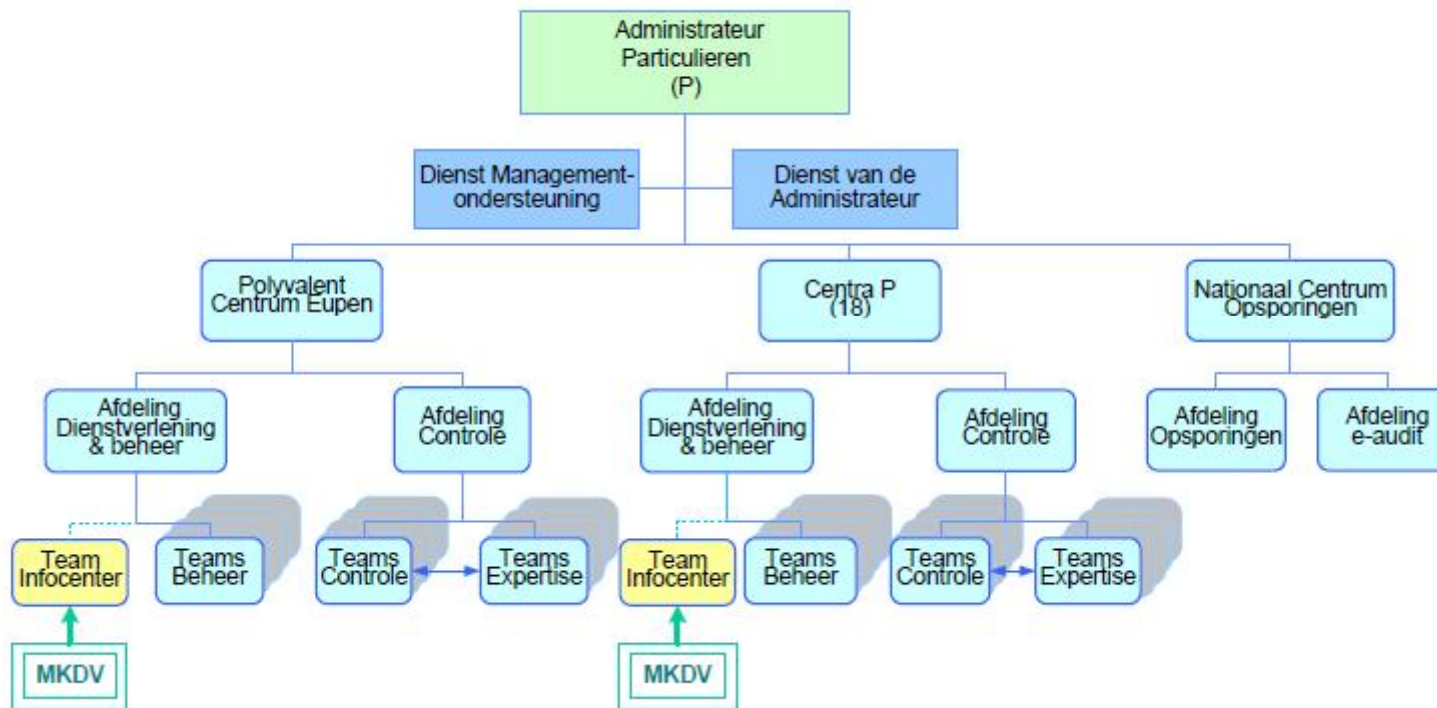 Administrateur
Particulieren
(P)
Dienst Management-
ondersteuning
Dienst van de
Administrateur
Polyvalent
Centrum Eupen
Centra P
(18)
Nationaal Centrum
Opsporingen
Afdeling
Dienstverlening
& beheer
Afdeling
Controle
Afdeling
Dienstverlening
& beheer
Afdeling
Controle
Afdeling
Opsporingen
Afdeling
e-audit
Team
Infocenter
Teams
Beheer
Teams
Controle
Teams
Expertise
Team
Infocenter
Teams
Beheer
Teams
Controle
Teams
Expertise
MKDV
MKDV